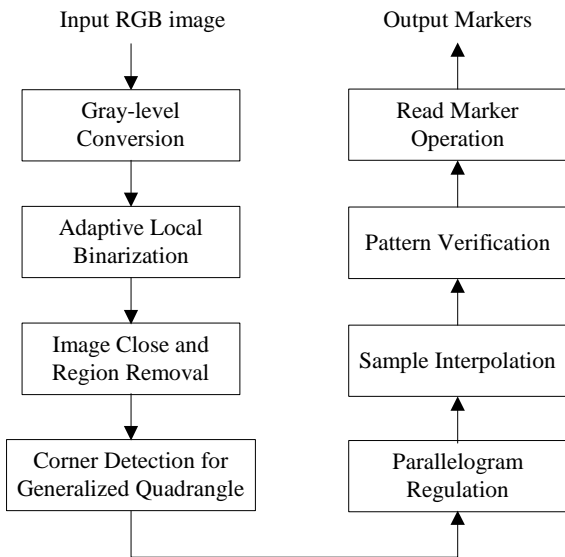 Input RGB image
Gray-level
Conversion
Adaptive Local
Binarization
Image Close and
Region Removal
Corner Detection for
Generalized Quadrangle
Output Markers
Read Marker
Operation
Pattern Verification
Sample Interpolation
Parallelogram
Regulation